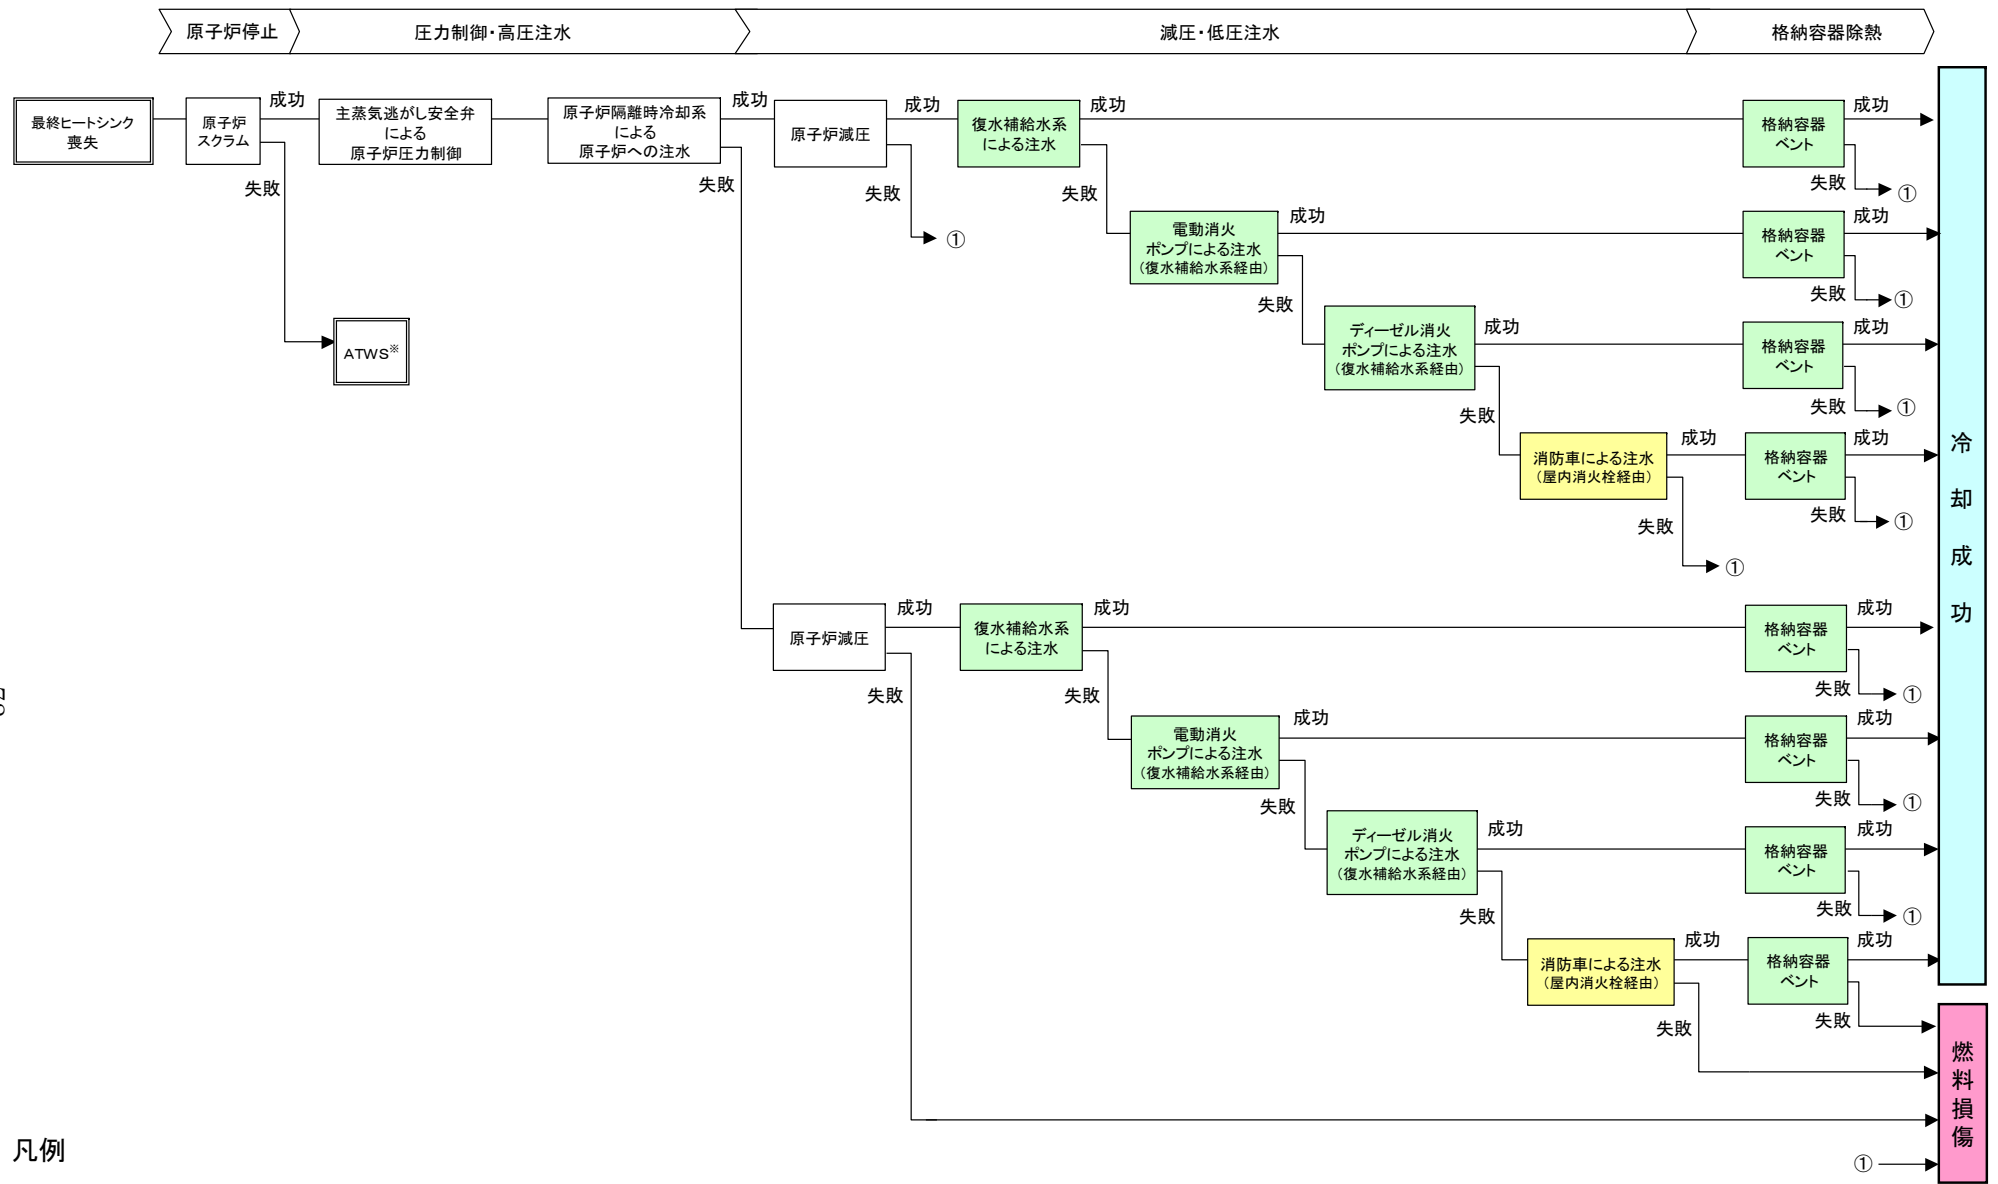 原子炉停止
圧力制御・高圧注水
減圧・低圧注水
格納容器除熱
最終ヒートシンク
喪失
原子炉
スクラム
成功
失敗
主蒸気逃がし安全弁
による
原子炉圧力制御
原子炉隔離時冷却系
による
原子炉への注水
成功
失敗
原子炉減圧
成功
失敗
①
復水補給水系
による注水
成功
失敗
格納容器
ベント
成功
失敗
①
電動消火
ポンプによる注水
（復水補給水系経由）
成功
失敗
格納容器
ベント
成功
失敗
①
ATWS※
ディーゼル消火
ポンプによる注水
（復水補給水系経由）
成功
失敗
格納容器
ベント
成功
失敗
①
消防車による注水
（屋内消火栓経由）
成功
失敗
①
格納容器
ベント
成功
失敗
①
原子炉減圧
成功
失敗
復水補給水系
による注水
成功
失敗
格納容器
ベント
成功
失敗
①
電動消火
ポンプによる注水
（復水補給水系経由）
成功
失敗
格納容器
ベント
成功
失敗
①
ディーゼル消火
ポンプによる注水
（復水補給水系経由）
成功
失敗
格納容器
ベント
成功
失敗
①
消防車による注水
（屋内消火栓経由）
成功
失敗
格納容器
ベント
成功
失敗
冷却成功
燃料損傷
①
凡例